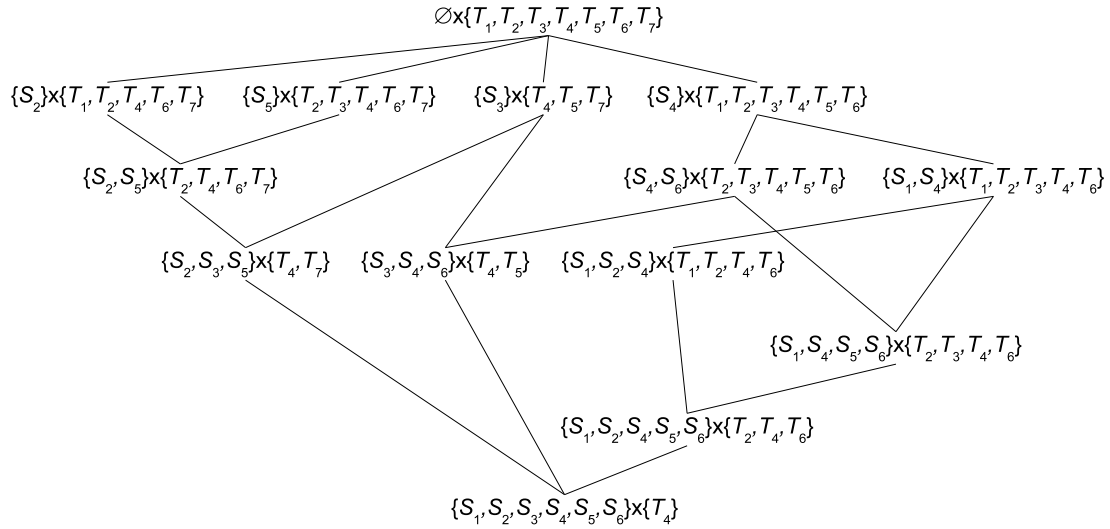 ∅x{T₁,T₂,T₃,T₄,T₅,T₆,T₇}
{S₂}x{T₁,T₂,T₄,T₆,T₇} {S₅}x{T₂,T₃,T₄,T₆,T₇} {S₃}x{T₄,T₅,T₇} {S₄}x{T₁,T₂,T₃,T₄,T₅,T₆}
{S₂,S₅}x{T₂,T₄,T₆,T₇} {S₄,S₆}x{T₂,T₃,T₄,T₅,T₆} {S₁,S₄}x{T₁,T₂,T₃,T₄,T₆}
{S₂,S₃,S₅}x{T₄,T₇} {S₃,S₄,S₆}x{T₄,T₅} {S₁,S₂,S₄}x{T₁,T₂,T₄,T₆}
{S₁,S₄,S₅,S₆}x{T₂,T₃,T₄,T₆}
{S₁,S₂,S₄,S₅,S₆}x{T₂,T₄,T₆}
{S₁,S₂,S₃,S₄,S₅,S₆}x{T₄}